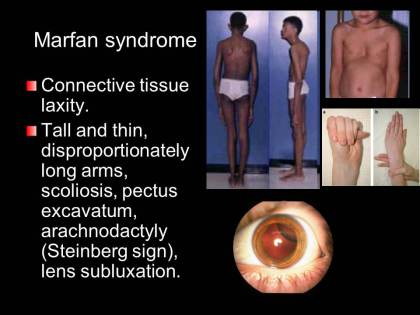 Marfan syndrome
Connective tissue
laxity.
Tall and thin,
disproportionately
long arms,
scoliosis, pectus
excavatum,
arachnodactyly
(Steinberg sign),
lens subluxation.
a
b